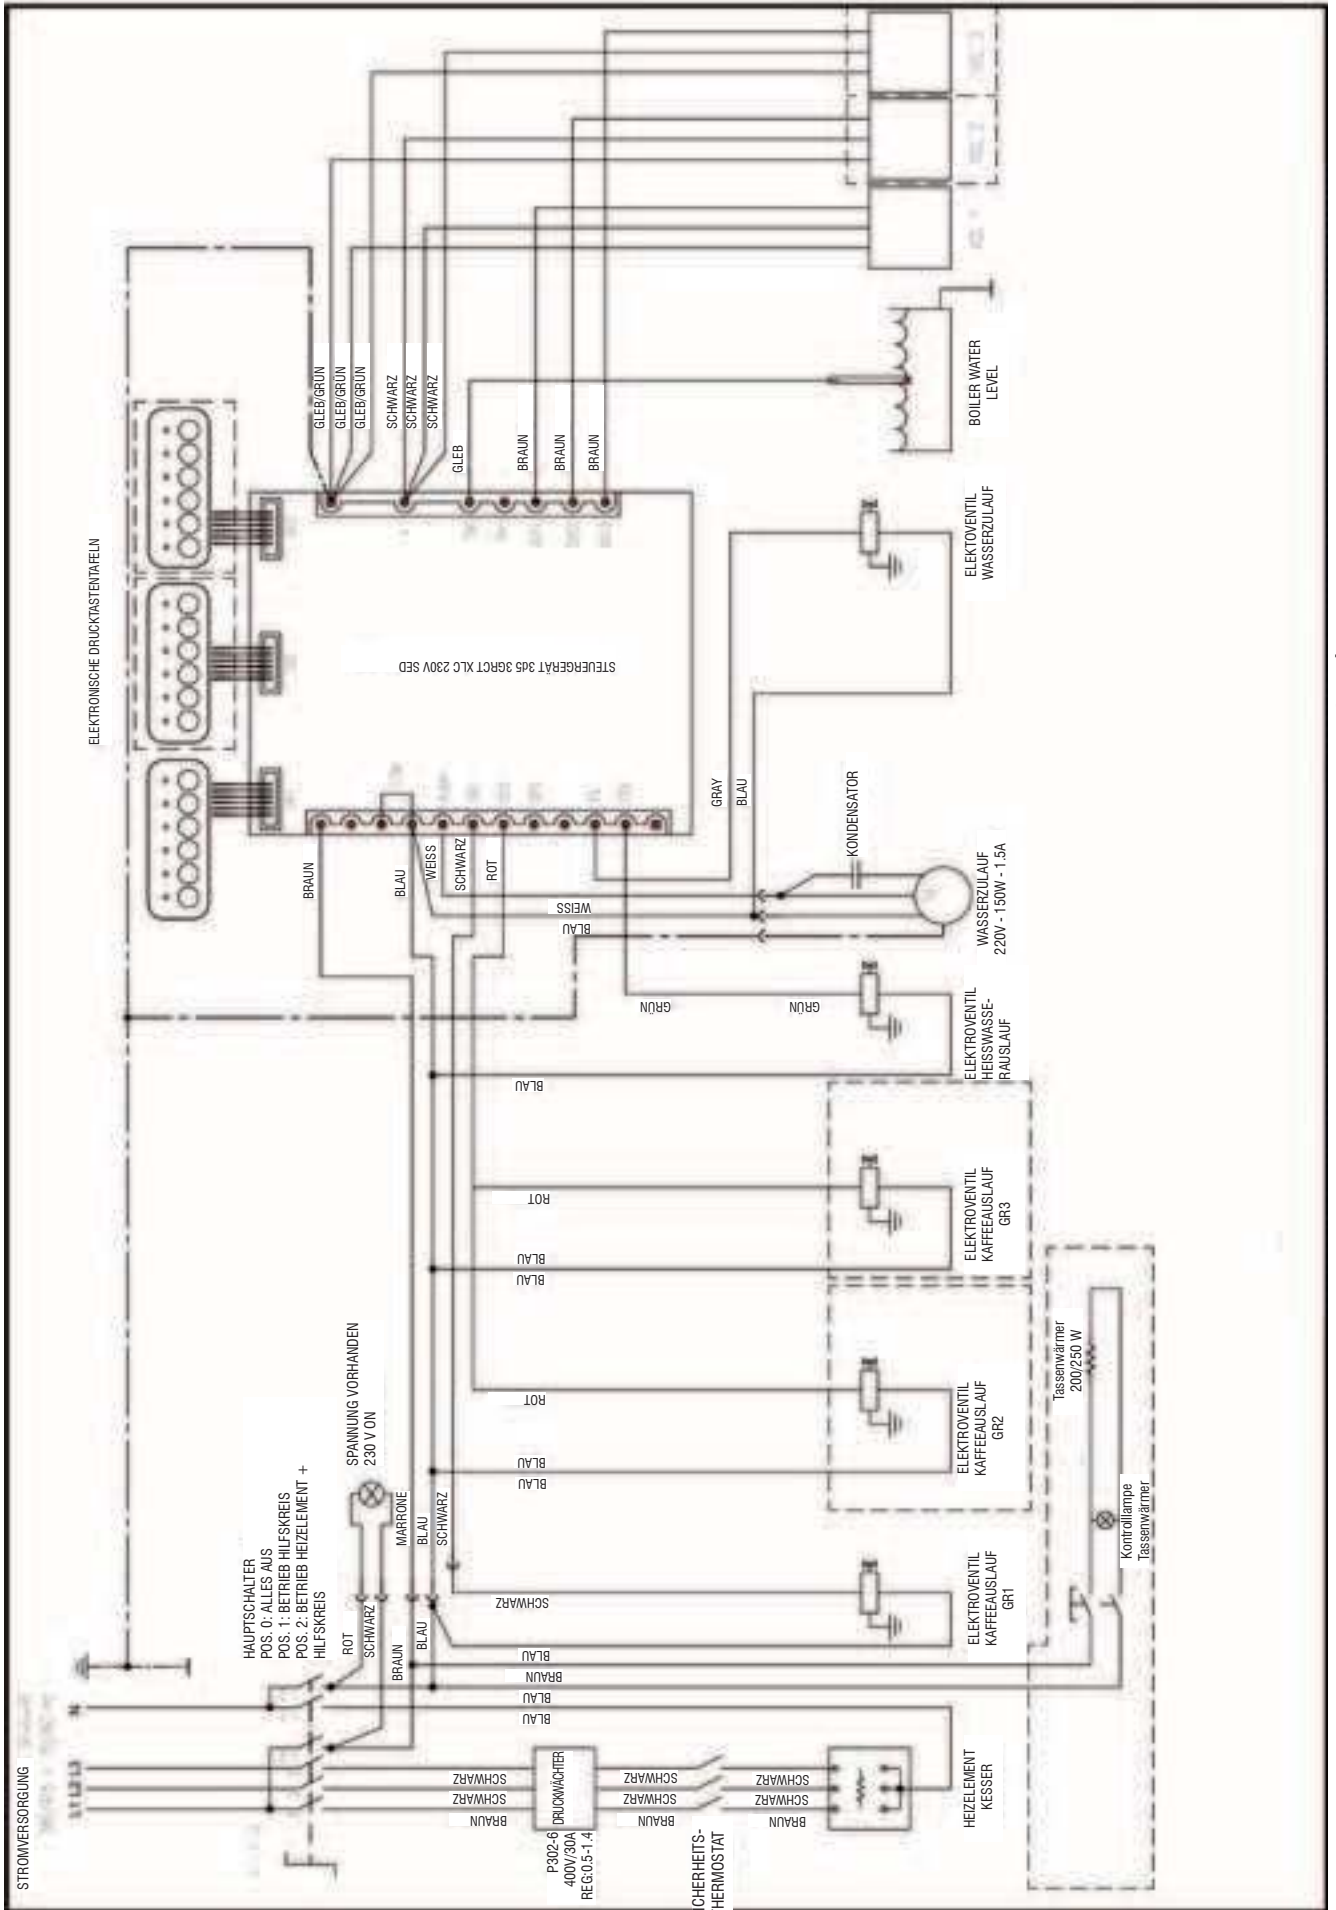 STROMVERSORGUNG
L1 L2 L3
N
HAUPTSCHALTER
POS. 0: ALLES AUS
POS. 1: BETRIEB HILFSKREIS
POS. 2: BETRIEB HEIZELEMENT +
HILFSKREIS
SPANNUNG VORHANDEN
230 V ON
ROT
SCHWARZ
BRAUN
BLAU
MARRONE
BLAU
SCHWARZ
ELEKTRONISCHE DRUCKTASTENTAFELN
STEUERGERÄT 3d5 3GRCT XLC 230V SED
GLEB/GRÜN
GLEB/GRÜN
GLEB/GRÜN
SCHWARZ
SCHWARZ
SCHWARZ
GLEB
BRAUN
BRAUN
BRAUN
BRAUN
BLAU
WEISS
SCHWARZ
ROT
WEISS
BLAU
GRAY
BLAU
KONDENSATOR
GRÜN
GRÜN
BLAU
ROT
BLAU
BLAU
ROT
BLAU
BLAU
SCHWARZ
BLAU
BRAUN
BLAU
BLAU
SCHWARZ
SCHWARZ
BRAUN
P302-6
400V/30A
REG:0.5-1.4
DRUCKWÄCHTER
SCHWARZ
SCHWARZ
BRAUN
ICHERHEITS-
HERMOSTAT
SCHWARZ
SCHWARZ
BRAUN
HEIZELEMENT
KESSER
ELEKTROVENTIL
KAFFEEAUSLAUF
GR1
ELEKTROVENTIL
KAFFEEAUSLAUF
GR2
ELEKTROVENTIL
KAFFEEAUSLAUF
GR3
ELEKTROVENTIL
HEISSWASSE-
RAUSLAUF
WASSERZULAUF
220V - 150W - 1.5A
ELEKTOVENTIL
WASSERZULAUF
BOILER WATER
LEVEL
Tassenwärmer
200/250 W
Kontrolllampe
Tassenwärmer